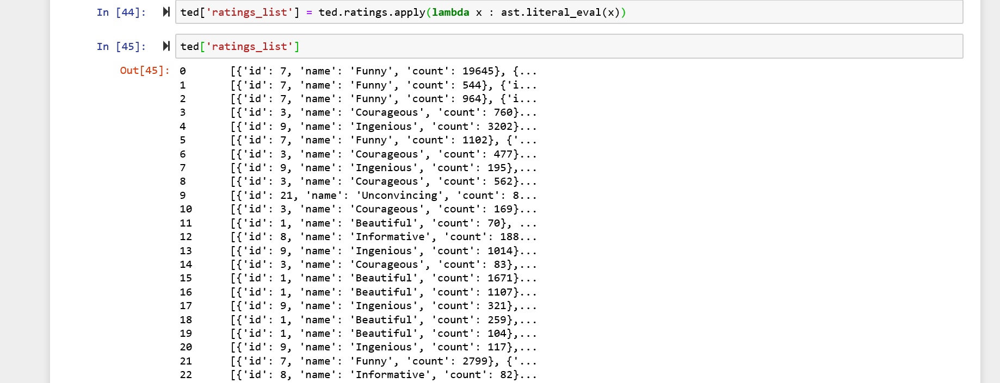 In [44]: ted['ratings_list'] = ted.ratings.apply(lambda x : ast.literal_eval(x))
In [45]: ted['ratings_list']
Out[45]: 0       [{'id': 7, 'name': 'Funny', 'count': 19645}, {...
1       [{'id': 7, 'name': 'Funny', 'count': 544}, {'i...
2       [{'id': 7, 'name': 'Funny', 'count': 964}, {'i...
3       [{'id': 3, 'name': 'Courageous', 'count': 760}...
4       [{'id': 9, 'name': 'Ingenious', 'count': 3202}...
5       [{'id': 7, 'name': 'Funny', 'count': 1102}, {'...
6       [{'id': 3, 'name': 'Courageous', 'count': 477}...
7       [{'id': 9, 'name': 'Ingenious', 'count': 195},...
8       [{'id': 3, 'name': 'Courageous', 'count': 562}...
9       [{'id': 21, 'name': 'Unconvincing', 'count': 8...
10      [{'id': 3, 'name': 'Courageous', 'count': 169}...
11      [{'id': 1, 'name': 'Beautiful', 'count': 70}, ...
12      [{'id': 8, 'name': 'Informative', 'count': 188...
13      [{'id': 9, 'name': 'Ingenious', 'count': 1014}...
14      [{'id': 3, 'name': 'Courageous', 'count': 83},...
15      [{'id': 1, 'name': 'Beautiful', 'count': 1671}...
16      [{'id': 1, 'name': 'Beautiful', 'count': 1107}...
17      [{'id': 9, 'name': 'Ingenious', 'count': 321},...
18      [{'id': 1, 'name': 'Beautiful', 'count': 259},...
19      [{'id': 1, 'name': 'Beautiful', 'count': 104},...
20      [{'id': 9, 'name': 'Ingenious', 'count': 117},...
21      [{'id': 7, 'name': 'Funny', 'count': 2799}, {'...
22      [{'id': 8, 'name': 'Informative', 'count': 82}...